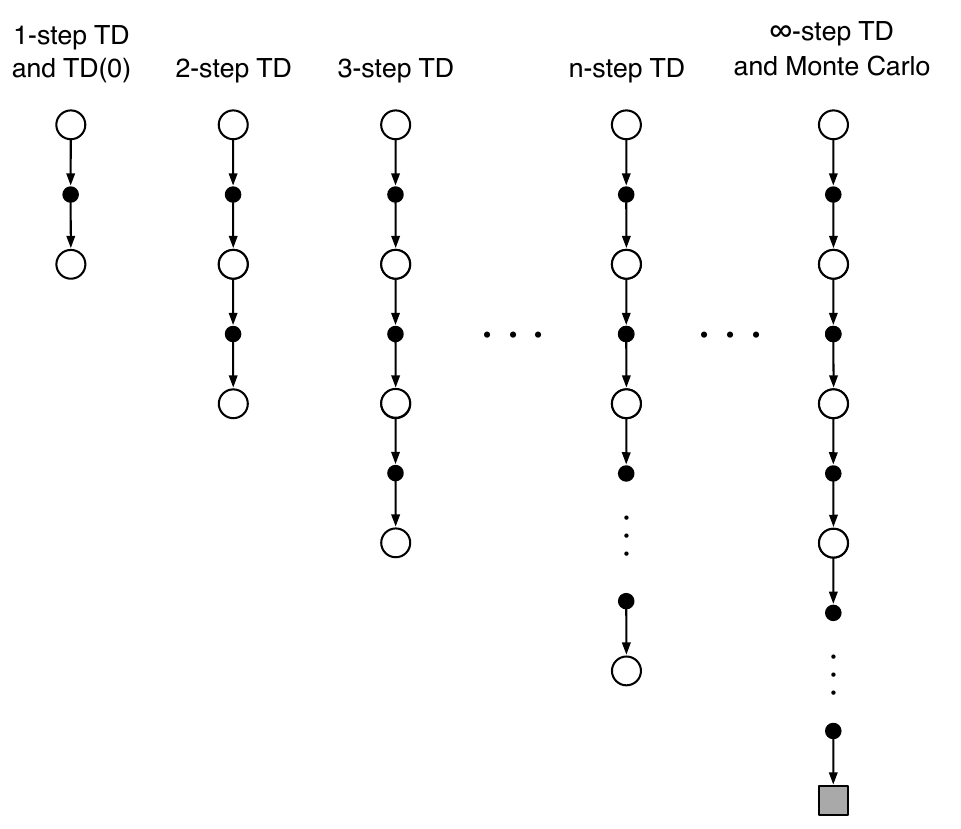 1-step TD
and TD(0)
2-step TD
3-step TD
n-step TD
∞-step TD
and Monte Carlo